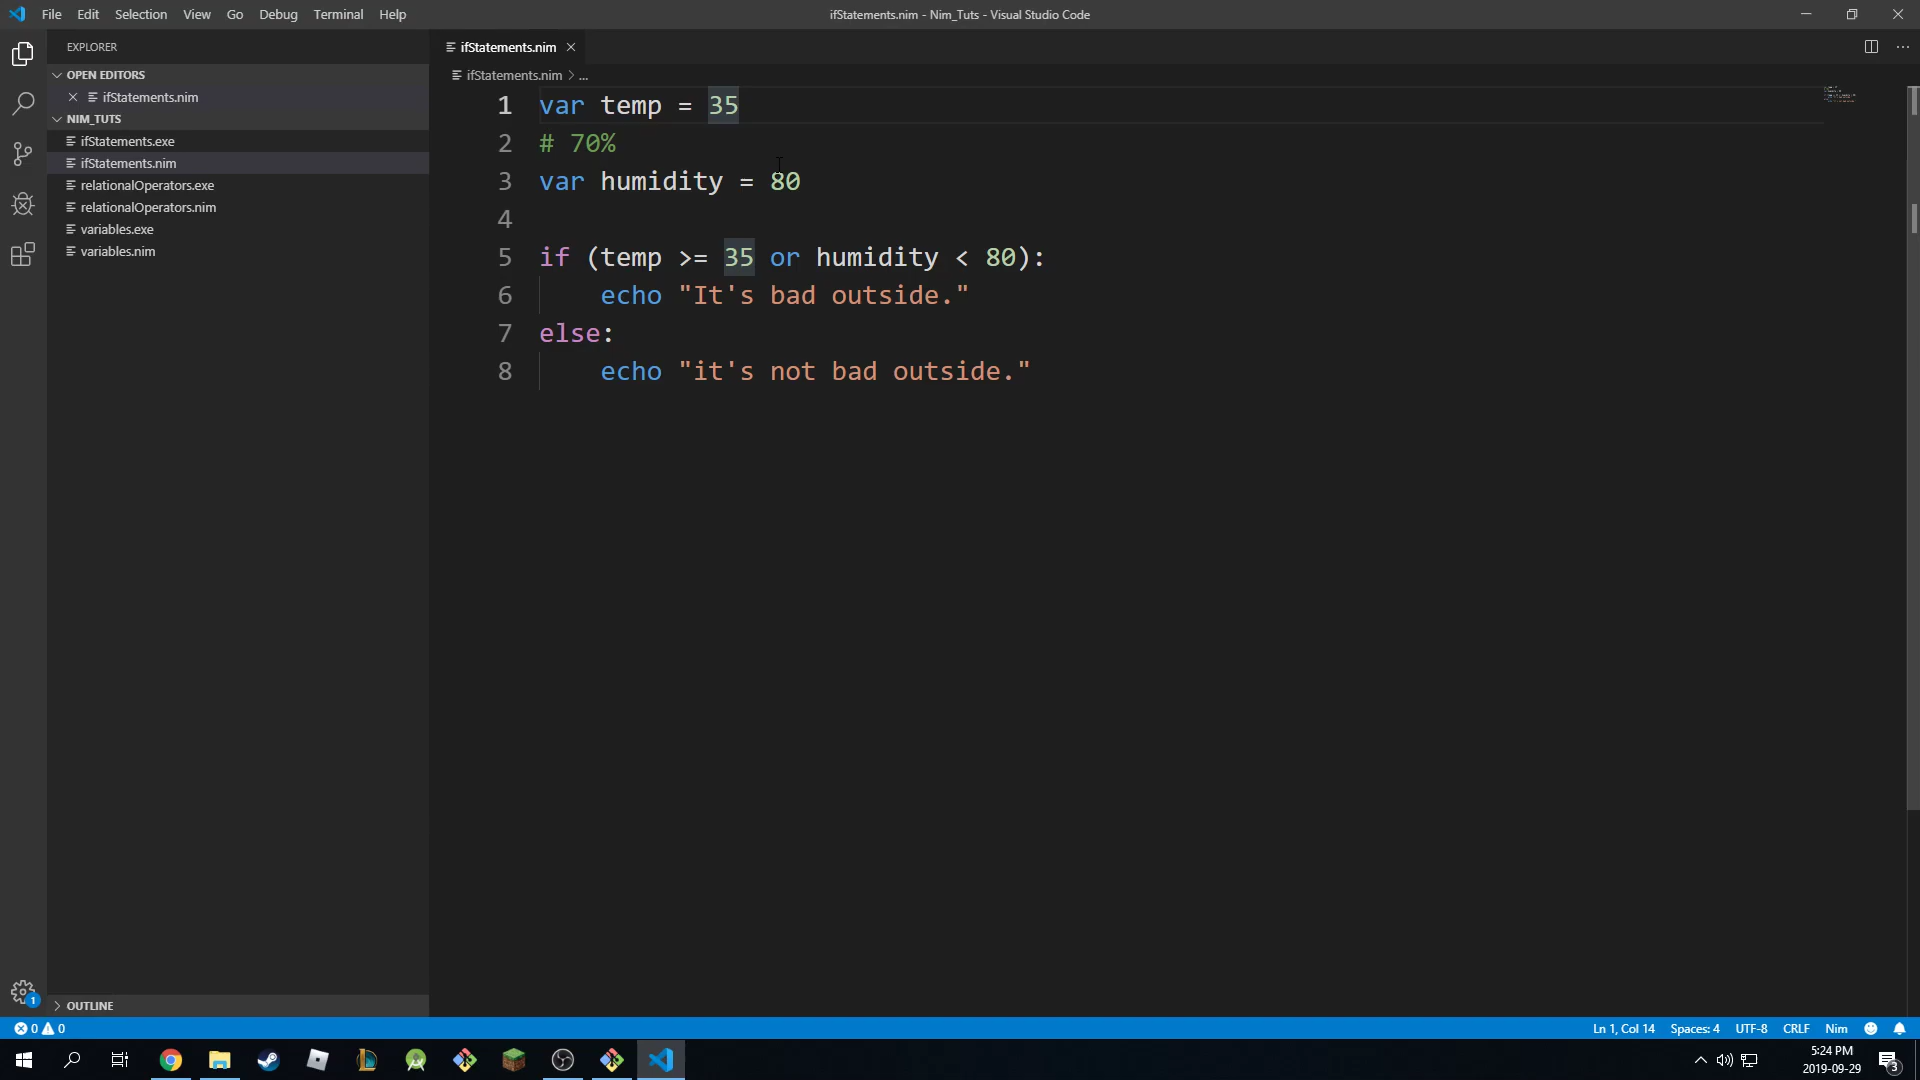 File Edit Selection View Go Debug Terminal Help
ifStatements.nim - Nim_Tuts - Visual Studio Code
EXPLORER
OPEN EDITORS
ifStatements.nim
NIM_TUTS
ifStatements.exe
ifStatements.nim
relationalOperators.exe
relationalOperators.nim
variables.exe
variables.nim
OUTLINE
ifStatements.nim
ifStatements.nim > ...
1 var temp = 35
2 # 70%
3 var humidity = 80
4
5 if (temp >= 35 or humidity < 80):
6 echo "It's bad outside."
7 else:
8 echo "it's not bad outside."
1
0 0
Ln 1, Col 14 Spaces: 4 UTF-8 CRLF Nim
5:24 PM
2019-09-29
3